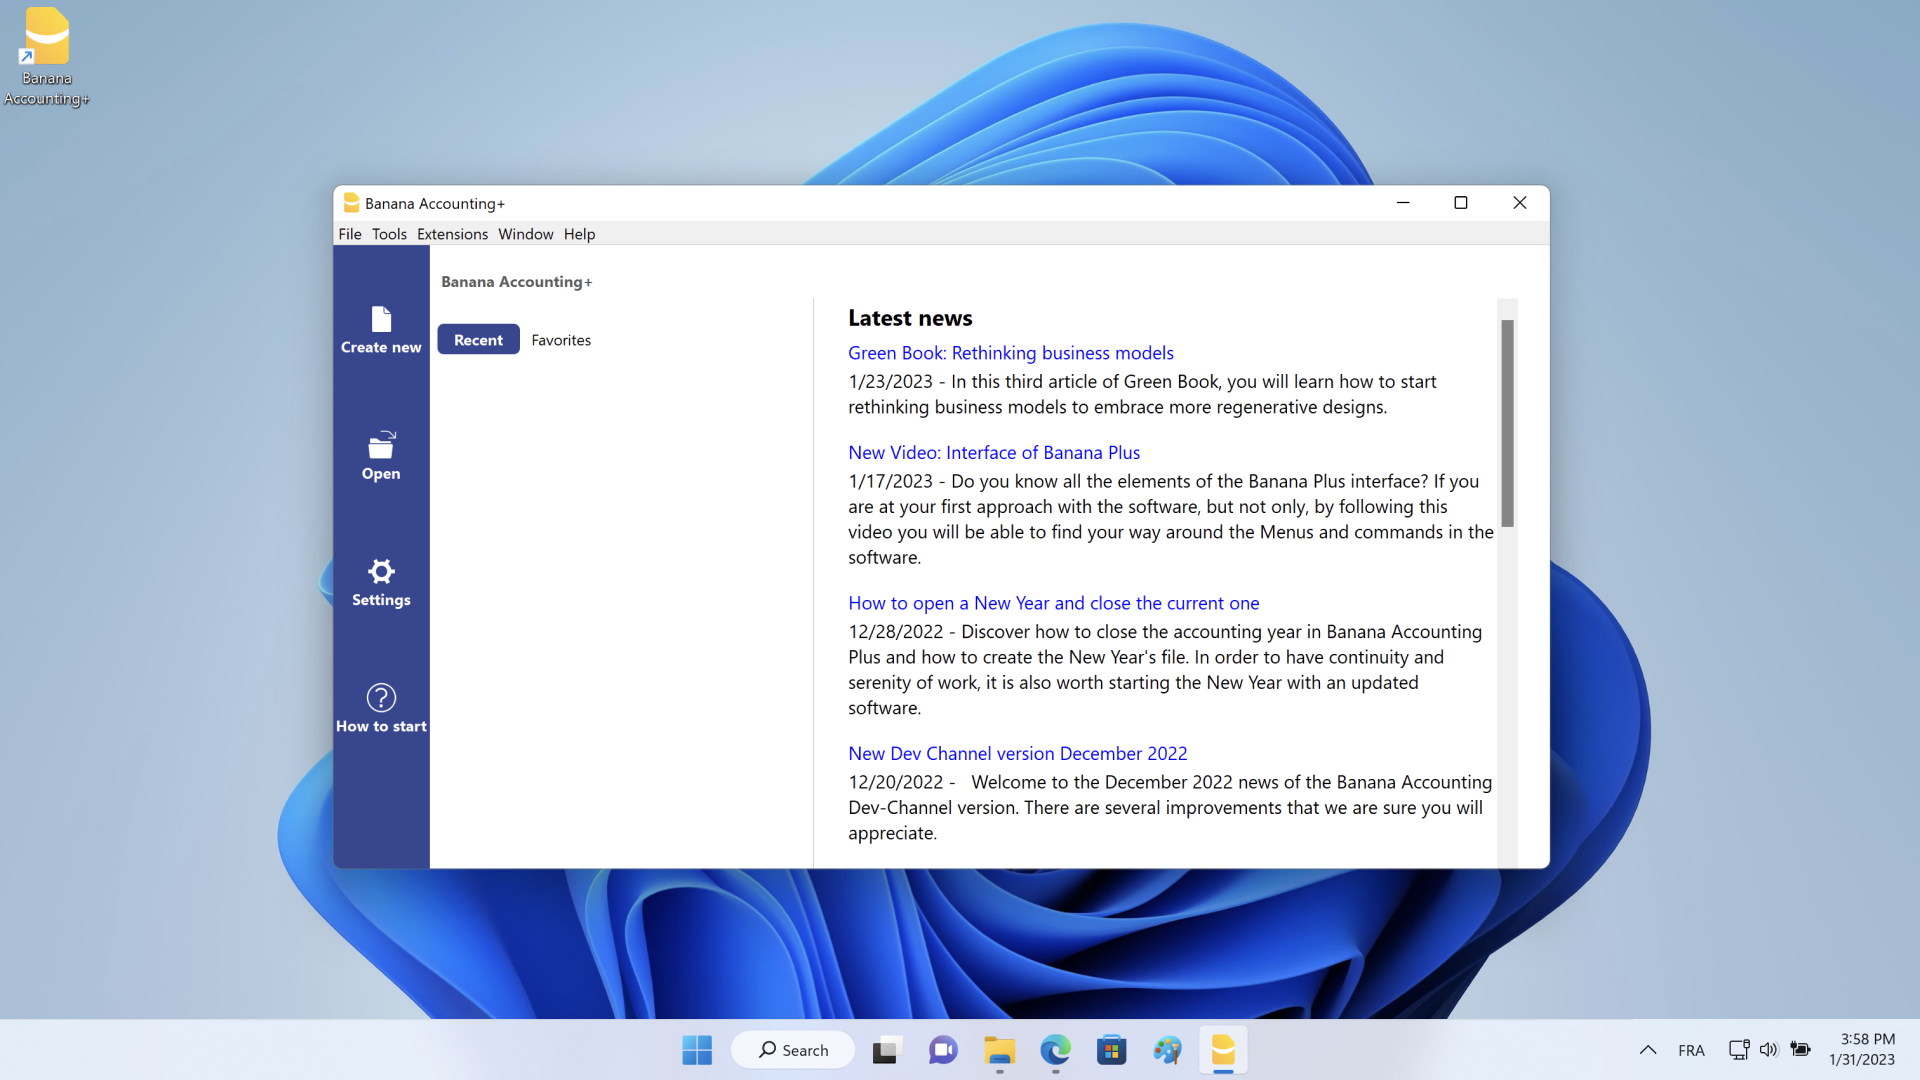 Banana
Accounting+
Banana Accounting+
File Tools Extensions Window Help
Create new
Open
Settings
How to start
Banana Accounting+
Recent Favorites
Latest news
Green Book: Rethinking business models
1/23/2023 - In this third article of Green Book, you will learn how to start
rethinking business models to embrace more regenerative designs.
New Video: Interface of Banana Plus
1/17/2023 - Do you know all the elements of the Banana Plus interface? If you
are at your first approach with the software, but not only, by following this
video you will be able to find your way around the Menus and commands in the
software.
How to open a New Year and close the current one
12/28/2022 - Discover how to close the accounting year in Banana Accounting
Plus and how to create the New Year's file. In order to have continuity and
serenity of work, it is also worth starting the New Year with an updated
software.
New Dev Channel version December 2022
12/20/2022 -   Welcome to the December 2022 news of the Banana Accounting
Dev-Channel version. There are several improvements that we are sure you will
appreciate.
Search
FRA
3:58 PM
1/31/2023